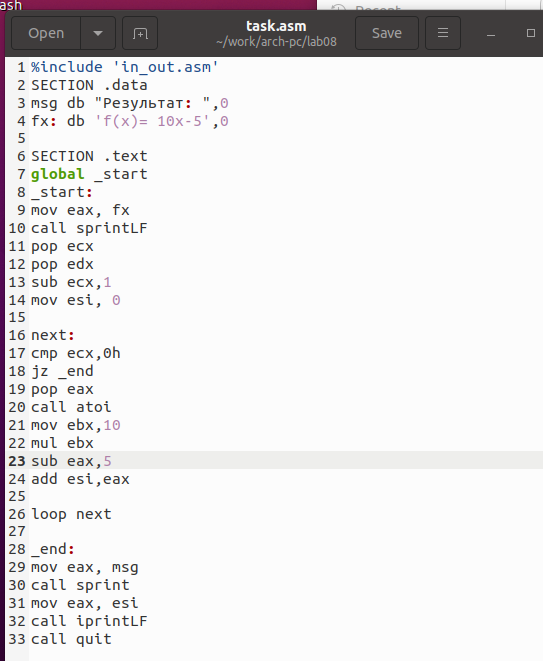 ash
Open
task.asm
~/work/arch-pc/lab08
Save
1 %include 'in_out.asm'
2 SECTION .data
3 msg db "Результат: ",0
4 fx: db 'f(x)= 10x-5',0
5
6 SECTION .text
7 global _start
8 _start:
9 mov eax, fx
10 call sprintLF
11 pop ecx
12 pop edx
13 sub ecx,1
14 mov esi, 0
15
16 next:
17 cmp ecx,0h
18 jz _end
19 pop eax
20 call atoi
21 mov ebx,10
22 mul ebx
23 sub eax,5
24 add esi,eax
25
26 loop next
27
28 _end:
29 mov eax, msg
30 call sprint
31 mov eax, esi
32 call iprintLF
33 call quit